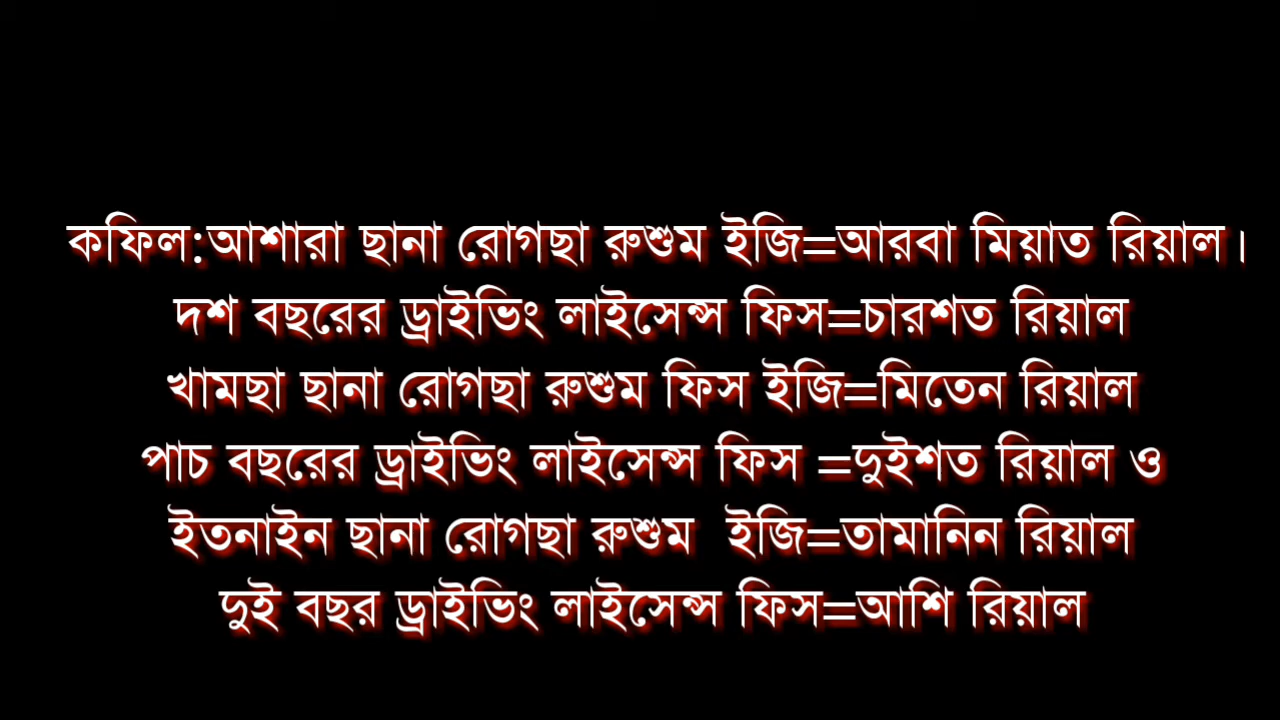 কফিল:আশারা ছানা রোগছা রুশুম ইজি=আরবা মিয়াত রিয়াল।
দশ বছরের ড্রাইভিং লাইসেন্স ফিস=চারশত রিয়াল
খামছা ছানা রোগছা রুশুম ফিস ইজি=মিতেন রিয়াল
পাচ বছরের ড্রাইভিং লাইসেন্স ফিস =দুইশত রিয়াল ও
ইতনাইন ছানা রোগছা রুশুম ইজি=তামানিন রিয়াল
দুই বছর ড্রাইভিং লাইসেন্স ফিস=আশি রিয়াল